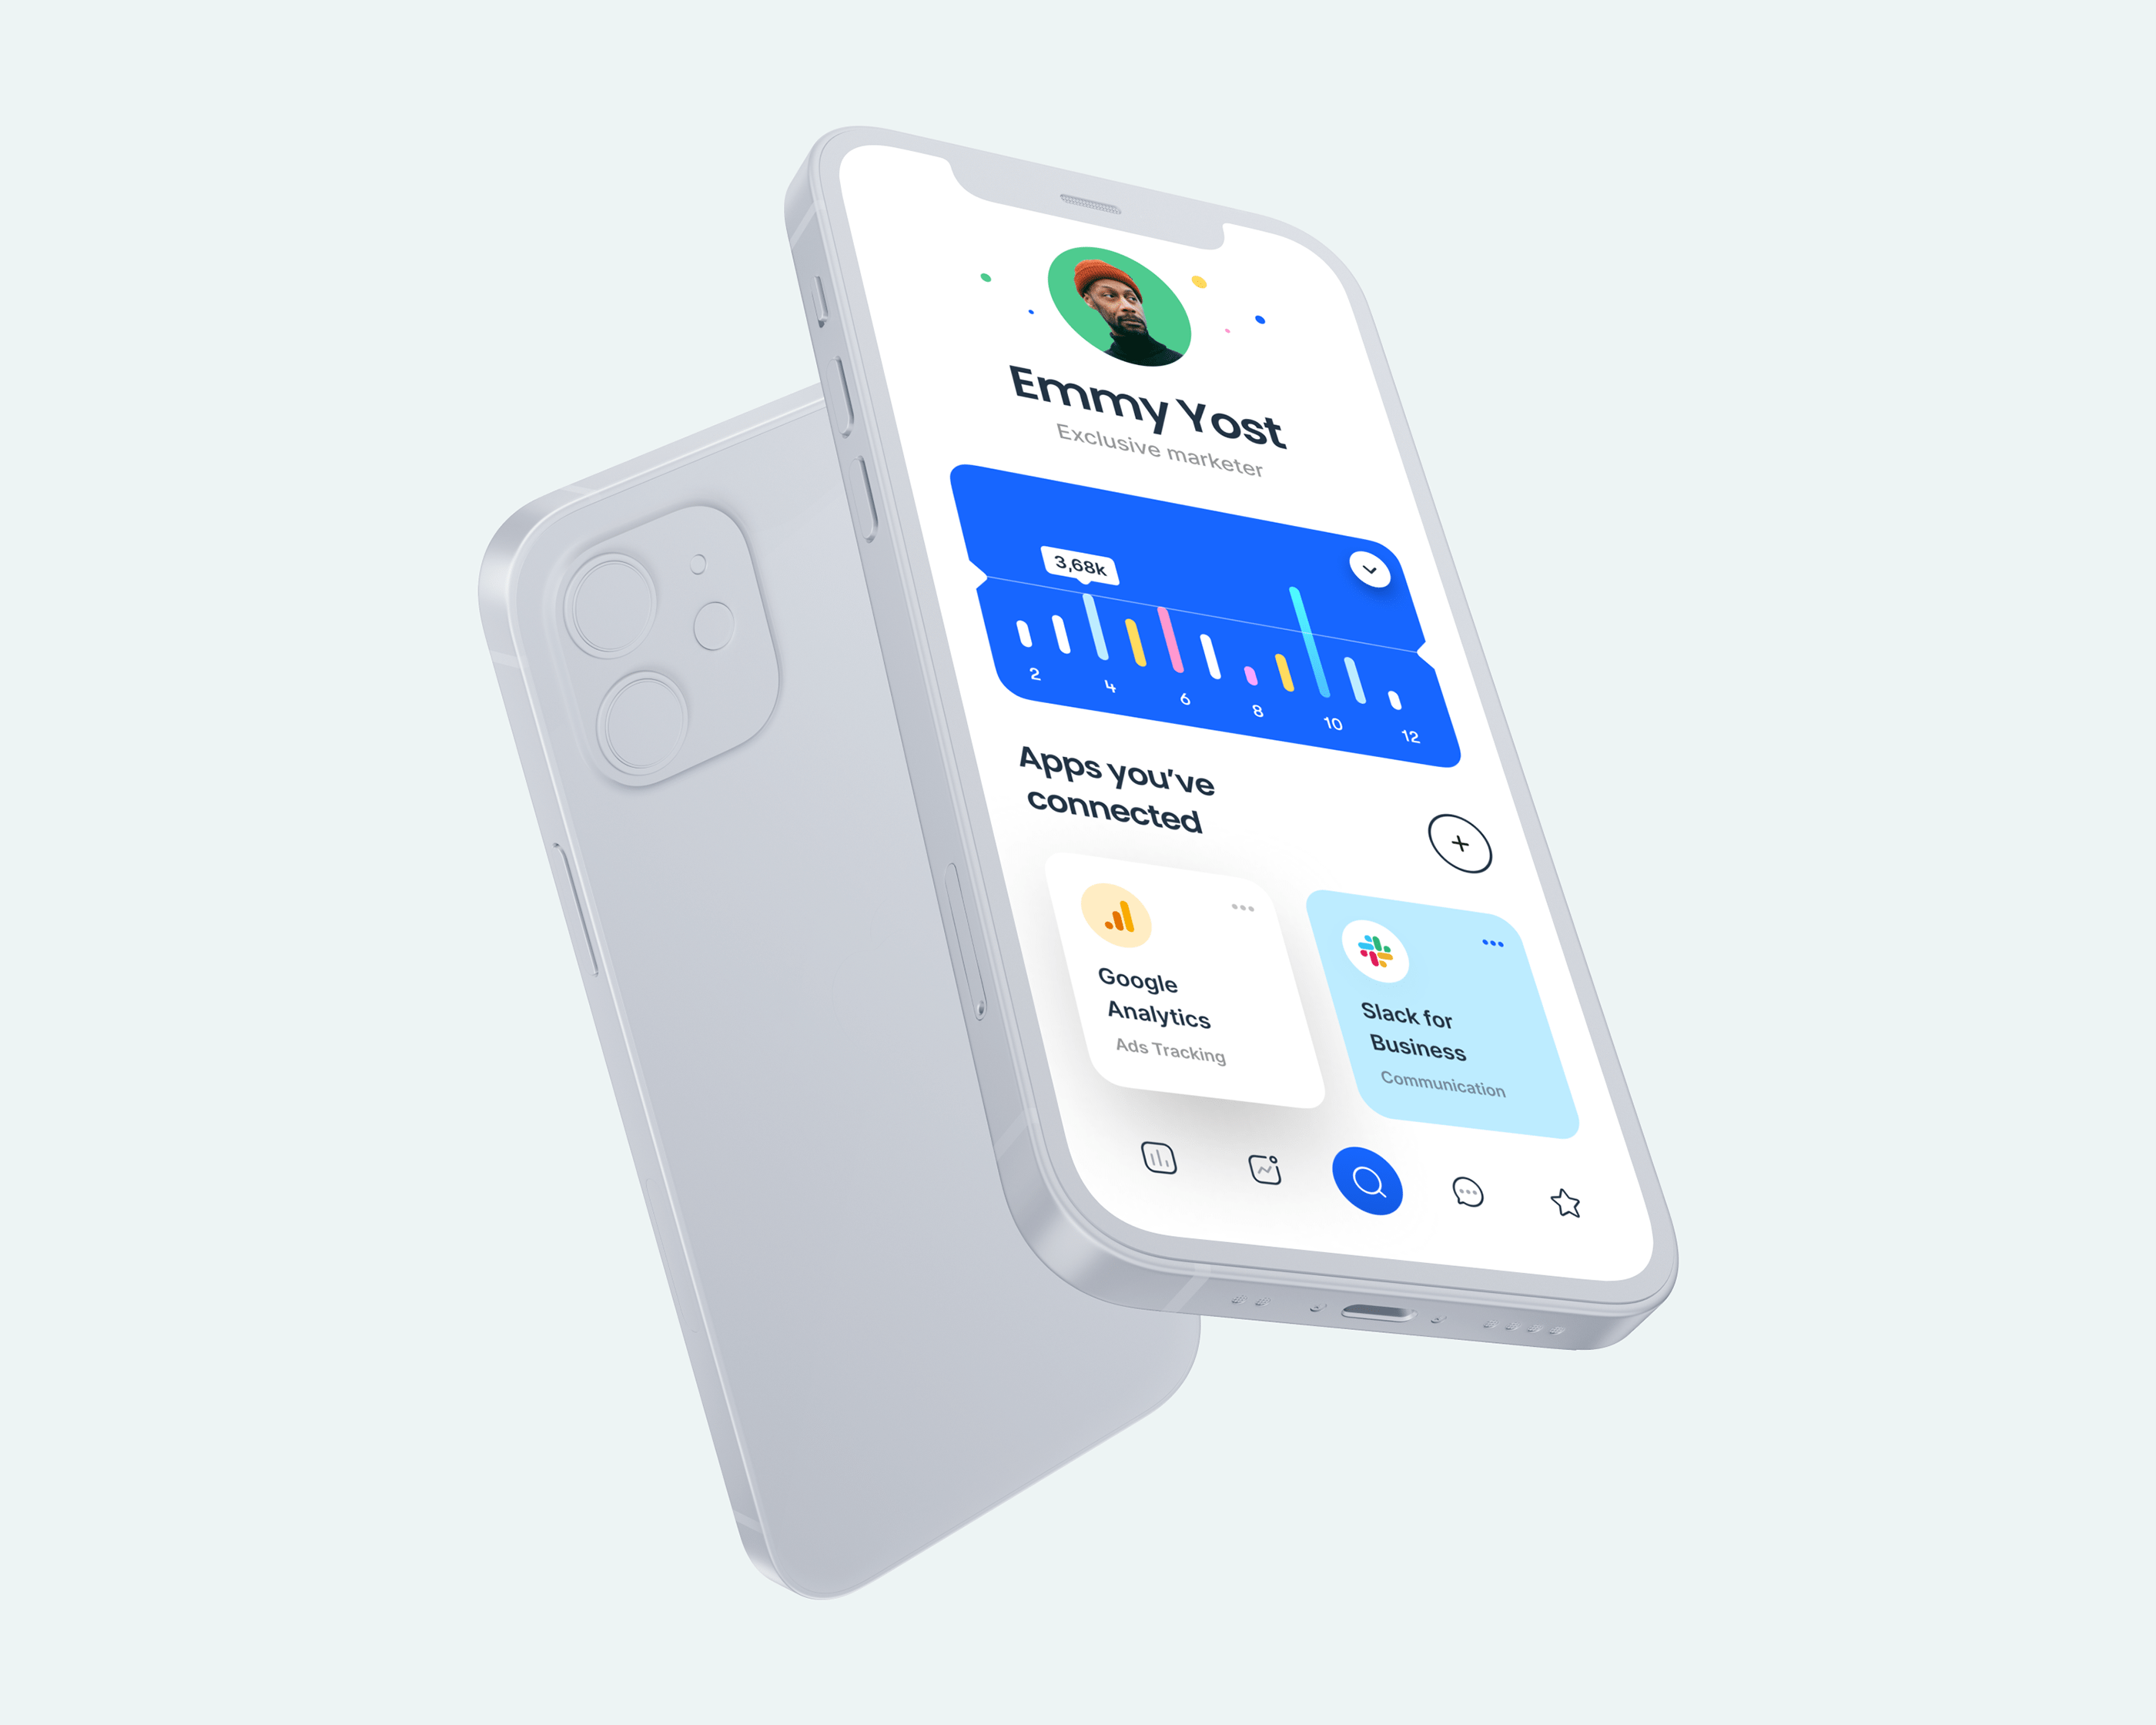 Emmy Yost
Exclusive marketer
3,68k
2 4 6 8 10 12
Apps you've
connected
Google
Analytics
Ads Tracking
Slack for
Business
Communication